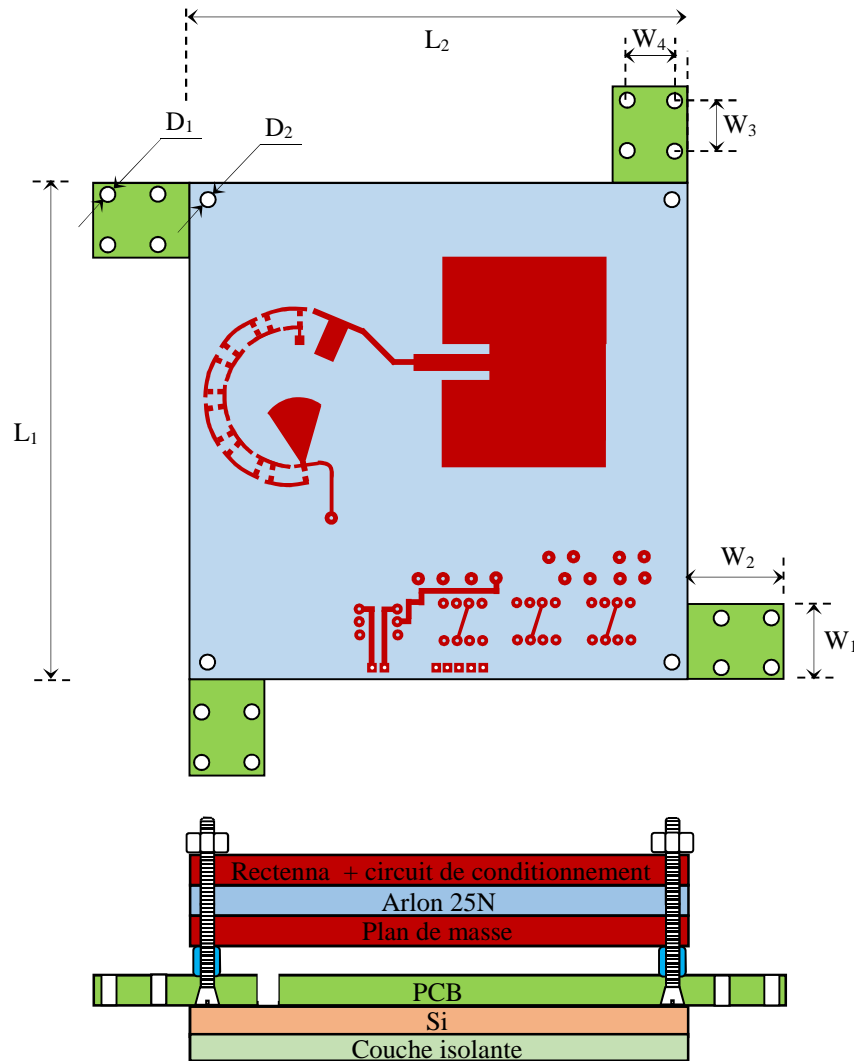 L₂
W₄
W₃
D₁
D₂
L₁
W₂
W₁
Rectenna + circuit de conditionnement
Arlon 25N
Plan de masse
PCB
Si
Couche isolante